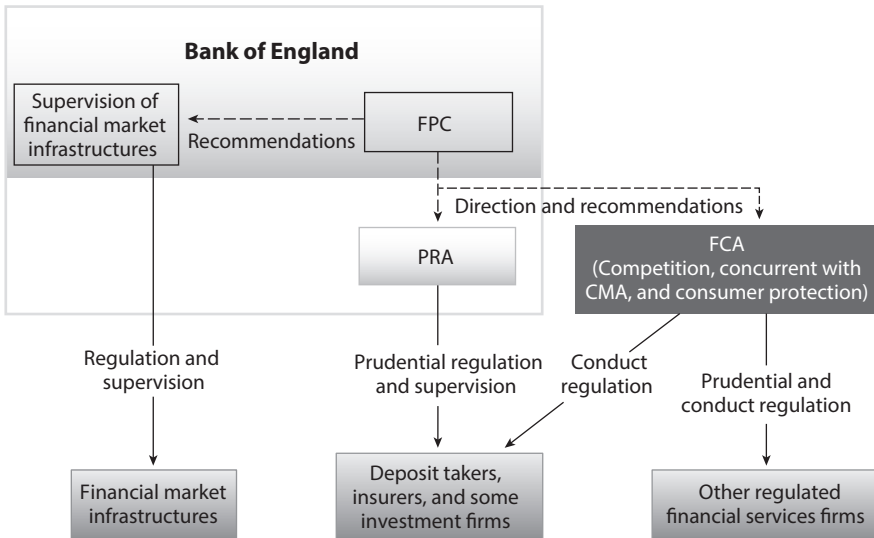 Bank of England
Supervision of
financial market
infrastructures
Recommendations
FPC
Direction and recommendations
PRA
FCA
(Competition, concurrent with
CMA, and consumer protection)
Regulation and
supervision
Prudential regulation
and supervision
Conduct
regulation
Prudential and
conduct regulation
Financial market
infrastructures
Deposit takers,
insurers, and some
investment firms
Other regulated
financial services firms